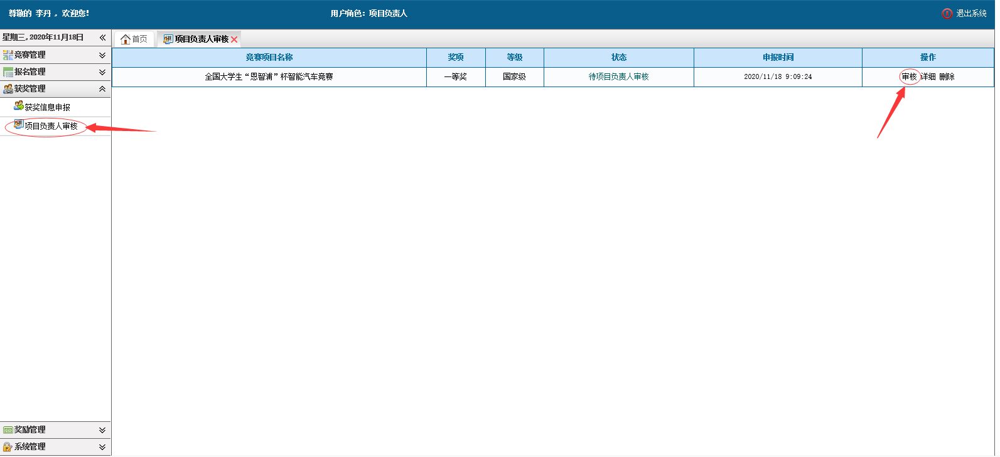 尊敬的 李丹 , 欢迎您!
用户角色: 项目负责人
退出系统
星期三,2020年11月18日
首页
项目负责人审核
竞赛管理
报名管理
获奖管理
获奖信息申报
项目负责人审核
奖励管理
系统管理
竞赛项目名称 奖项 等级 状态 申报时间 操作
全国大学生“恩智浦”杯智能汽车竞赛 一等奖 国家级 待项目负责人审核 2020/11/18 9:09:24 审核 详细 删除